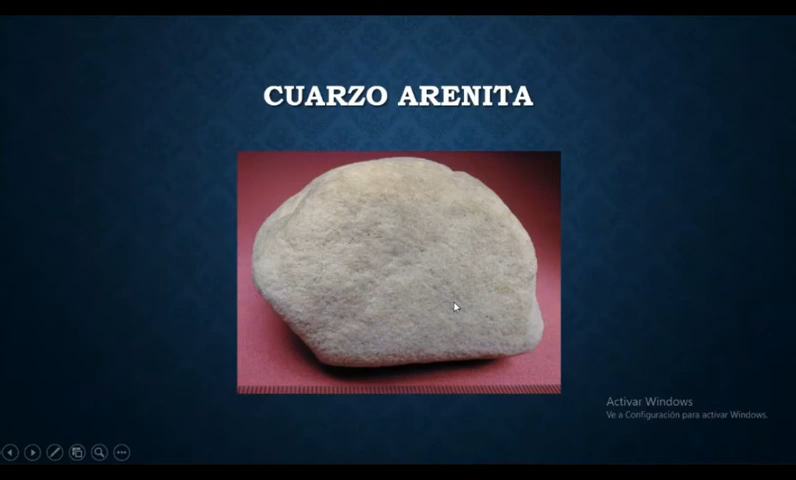 CUARZO ARENITA
Activar Windows
Ve a Configuración para activar Windows.